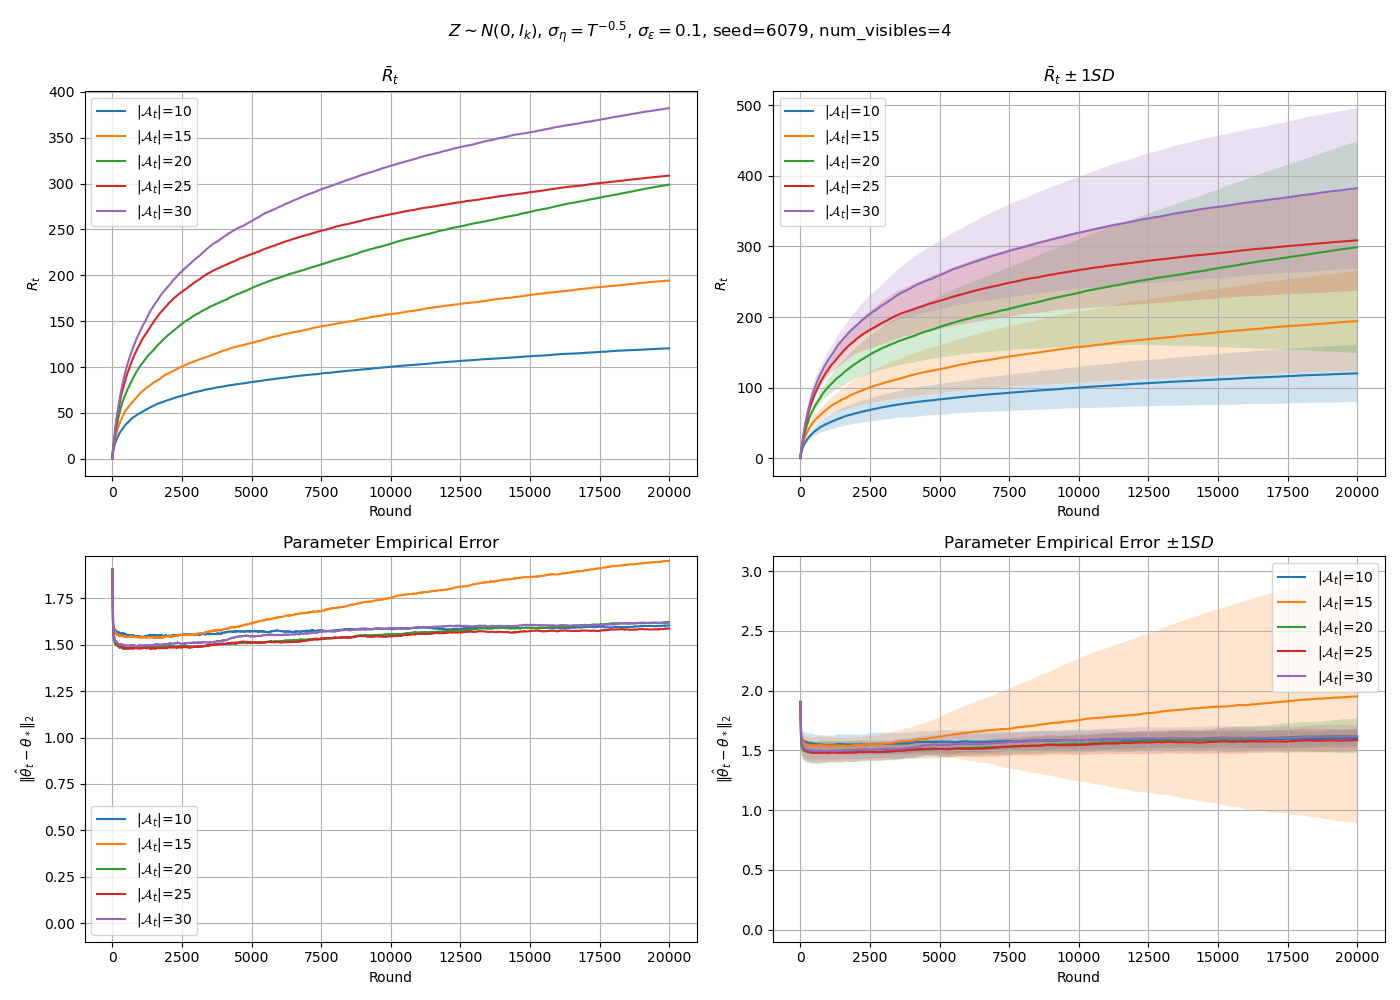 Z ∼ N(0, I_k), σ_η = T^{−0.5}, σ_ε = 0.1, seed=6079, num_visibles=4
R̄_t
400
350
300
250
200
150
100
50
0
R_t
|𝒜_t|=10
|𝒜_t|=15
|𝒜_t|=20
|𝒜_t|=25
|𝒜_t|=30
0 2500 5000 7500 10000 12500 15000 17500 20000
Round
R̄_t ± 1SD
500
400
300
200
100
0
R_t
|𝒜_t|=10
|𝒜_t|=15
|𝒜_t|=20
|𝒜_t|=25
|𝒜_t|=30
0 2500 5000 7500 10000 12500 15000 17500 20000
Round
Parameter Empirical Error
1.75
1.50
1.25
1.00
0.75
0.50
0.25
0.00
‖θ̂_t − θ_*‖_2
|𝒜_t|=10
|𝒜_t|=15
|𝒜_t|=20
|𝒜_t|=25
|𝒜_t|=30
0 2500 5000 7500 10000 12500 15000 17500 20000
Round
Parameter Empirical Error ±1SD
3.0
2.5
2.0
1.5
1.0
0.5
0.0
‖θ̂_t − θ_*‖_2
|𝒜_t|=10
|𝒜_t|=15
|𝒜_t|=20
|𝒜_t|=25
|𝒜_t|=30
0 2500 5000 7500 10000 12500 15000 17500 20000
Round